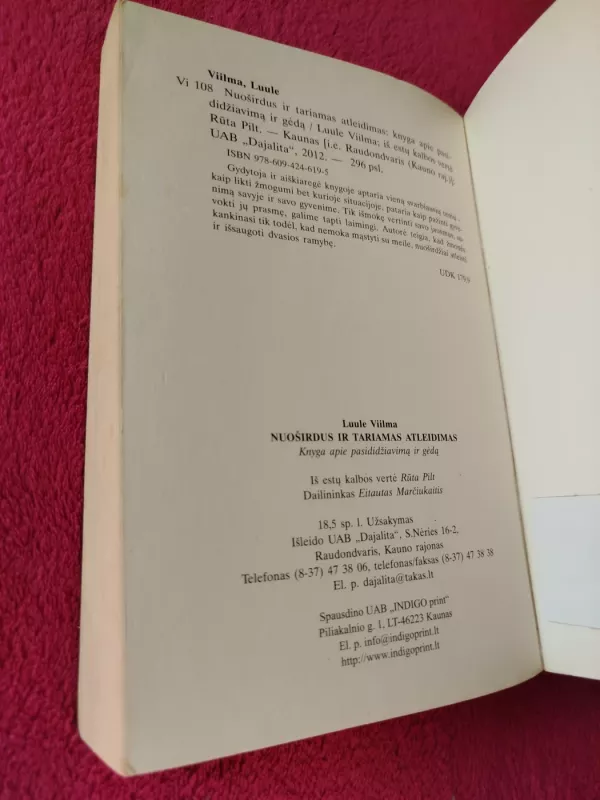 Viilma, Luule
Vi 108 Nuoširdus ir tariamas atleidimas: knyga apie pasi-
didžiavimą ir gėdą / Luule Viilma; iš estų kalbos vertė
Rūta Pilt. — Kaunas [i.e. Raudondvaris (Kauno raj.)]:
UAB „Dajalita“, 2012. — 296 psl.
ISBN 978-609-424-619-5
Gydytoja ir aiškiaregė knygoje aptaria vieną svarbiausių temų –
kaip likti žmogumi bet kurioje situacijoje, pataria kaip pažinti
nimą savyje ir savo gyvenime. Tik išmokę vertinti savo jausmus, su-
vokti jų prasmę, galime tapti laimingi. Autorė teigia, kad žmonės
kankinasi tik todėl, kad nemoka mąstyti su meile, nuoširdžiai atleisti
ir išsaugoti dvasios ramybę.
UDK 179/9
Luule Viilma
NUOŠIRDUS IR TARIAMAS ATLEIDIMAS
Knyga apie pasididžiavimą ir gėdą
Iš estų kalbos vertė Rūta Pilt
Dailininkas Eitautas Marčiukaitis
18,5 sp. l. Užsakymas
Išleido UAB „Dajalita“, S.Nėries 16-2,
Raudondvaris, Kauno rajonas
Telefonas (8-37) 47 38 06, telefonas/faksas (8-37) 47 38 38
El. p. dajalita@takas.lt
Spausdino UAB „INDIGO print“
Piliakalnio g. 1, LT-46223 Kaunas
El. p. info@indigoprint.lt
http://www.indigoprint.lt